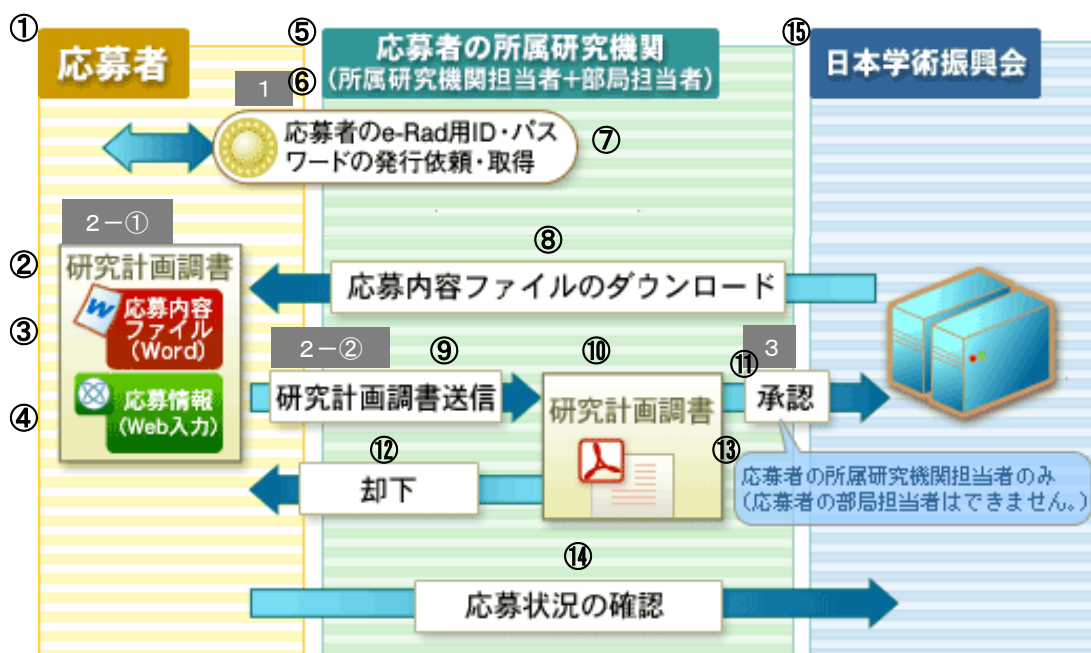 ①
応募者
⑤
応募者の所属研究機関
⑥
(所属研究機関担当者+部局担当者)
⑮
日本学術振興会
1
応募者のe-Rad用ID・パス
ワードの発行依頼・取得
⑦
2-①
②
研究計画調書
W
③
応募内容
ファイル
(Word)
④
応募情報
(Web入力)
⑧
応募内容ファイルのダウンロード
2-②
⑨
研究計画調書送信
⑩
研究計画調書
3
⑪
承認
⑫
却下
⑬
応募者の所属研究機関担当者のみ
(応募者の部局担当者はできません。)
⑭
応募状況の確認